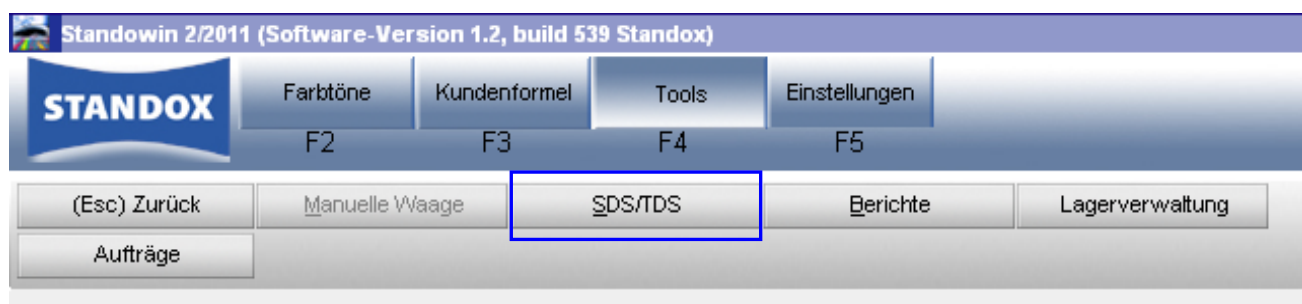 Standowin 2/2011 (Software-Version 1.2, build 539 Standox)
STANDOX Farbtöne Kundenformel Tools Einstellungen
F2 F3 F4 F5
(Esc) Zurück Manuelle Waage SDS/TDS Berichte Lagerverwaltung
Aufträge